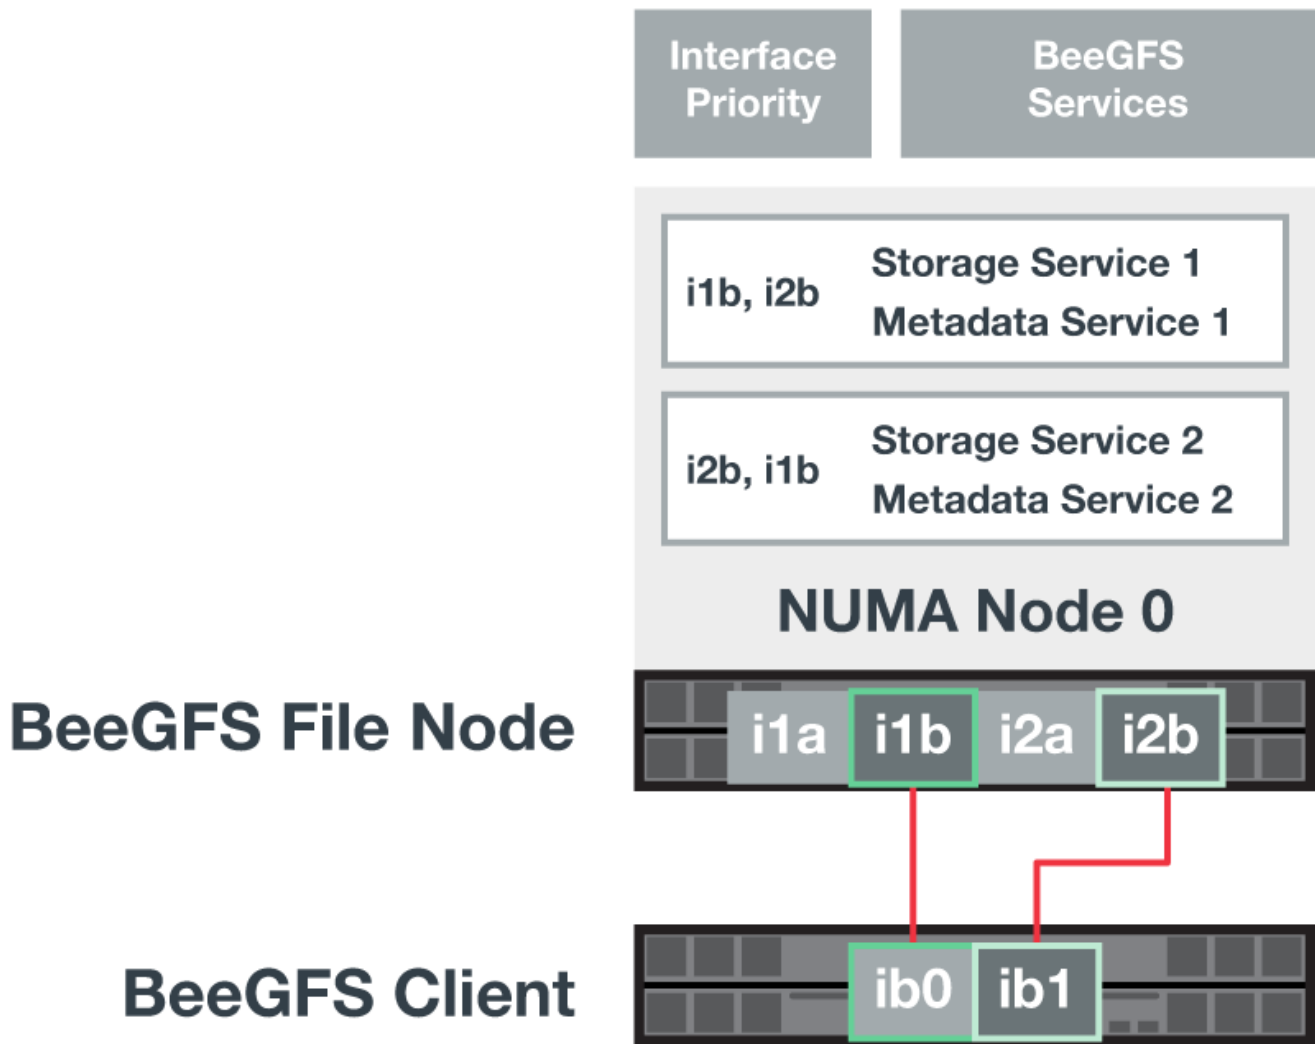 Interface
Priority
BeeGFS
Services
i1b, i2b
Storage Service 1
Metadata Service 1
i2b, i1b
Storage Service 2
Metadata Service 2
NUMA Node 0
BeeGFS File Node
i1a
i1b
i2a
i2b
BeeGFS Client
ib0
ib1